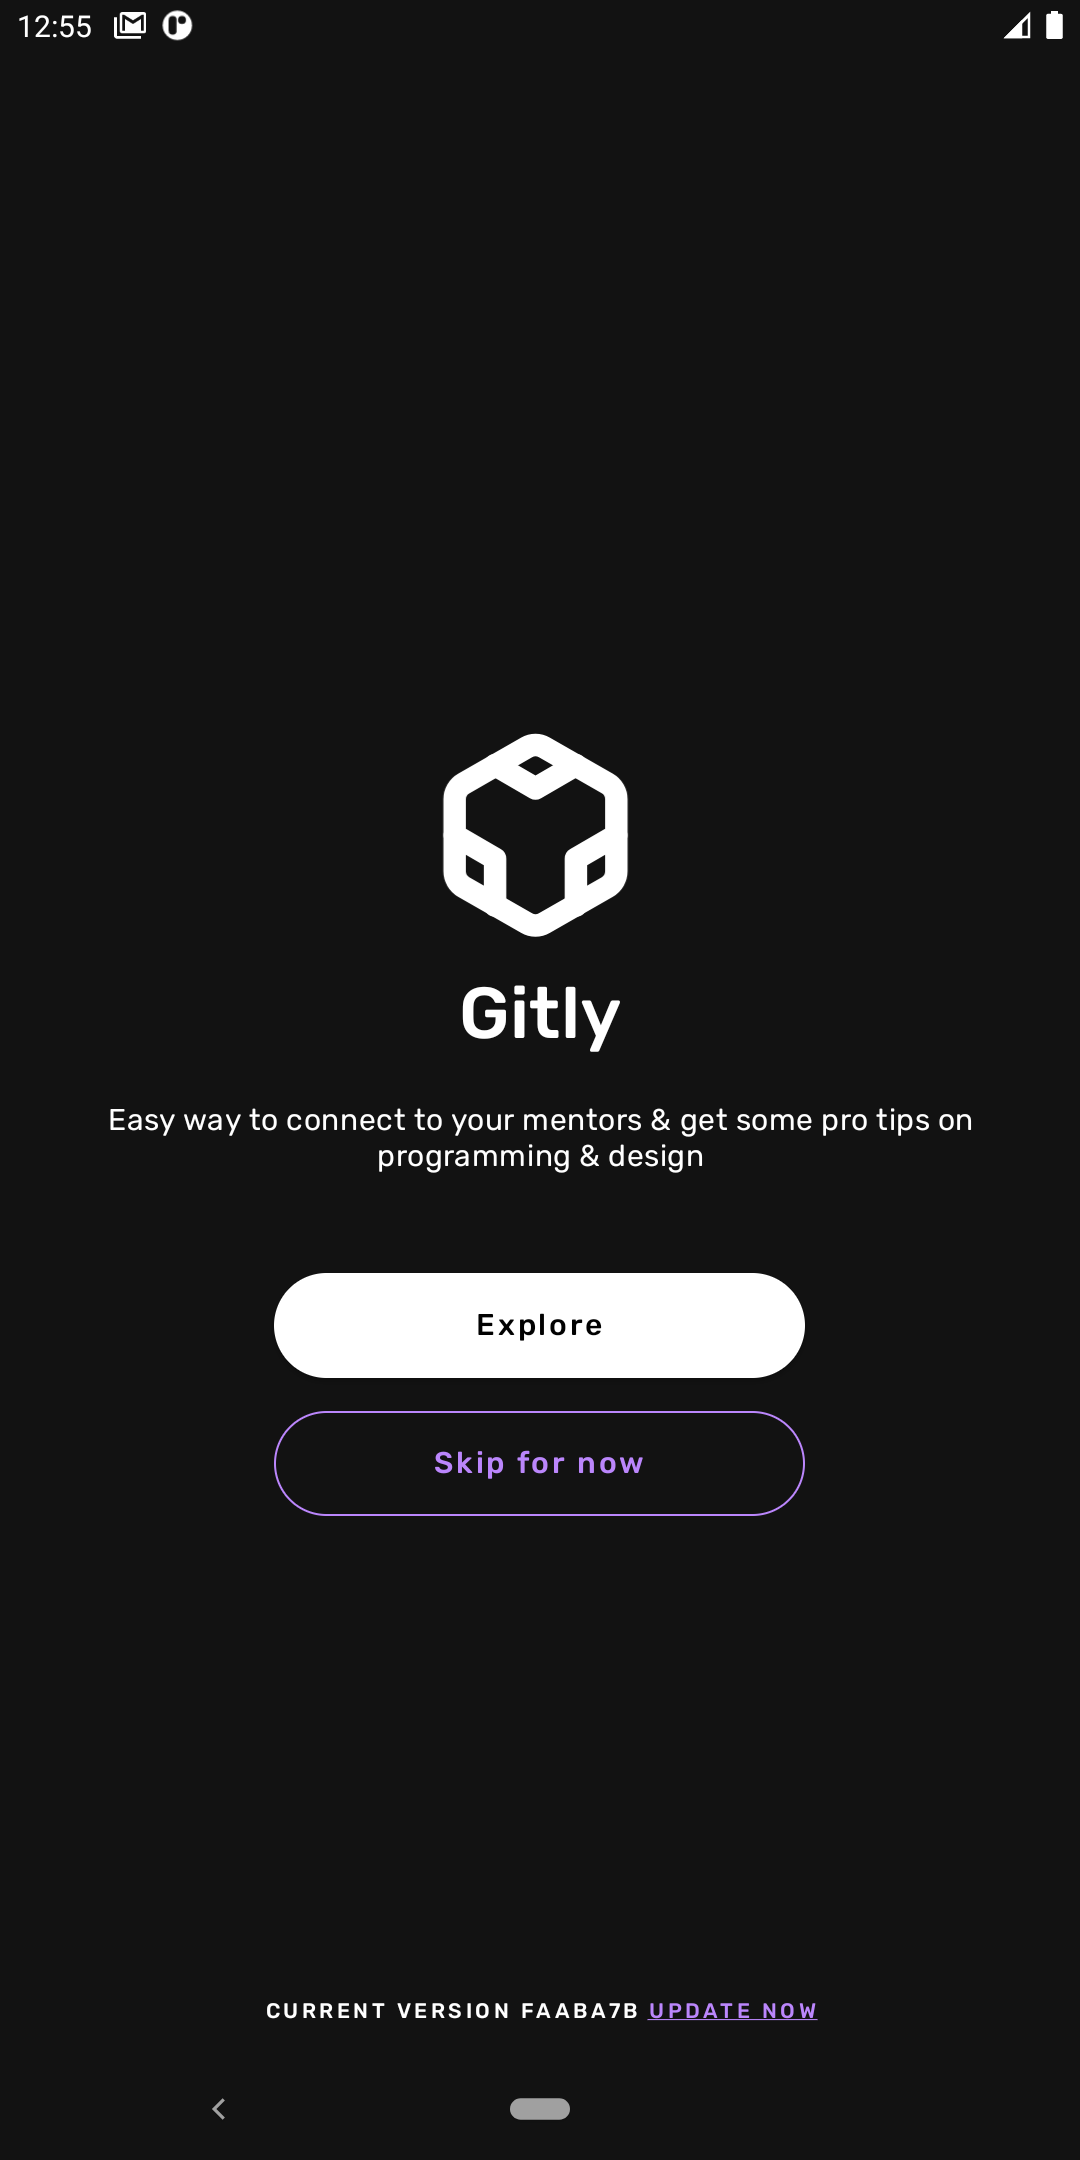 12:55
Gitly
Easy way to connect to your mentors & get some pro tips on
programming & design
Explore
Skip for now
CURRENT VERSION FAABA7B UPDATE NOW